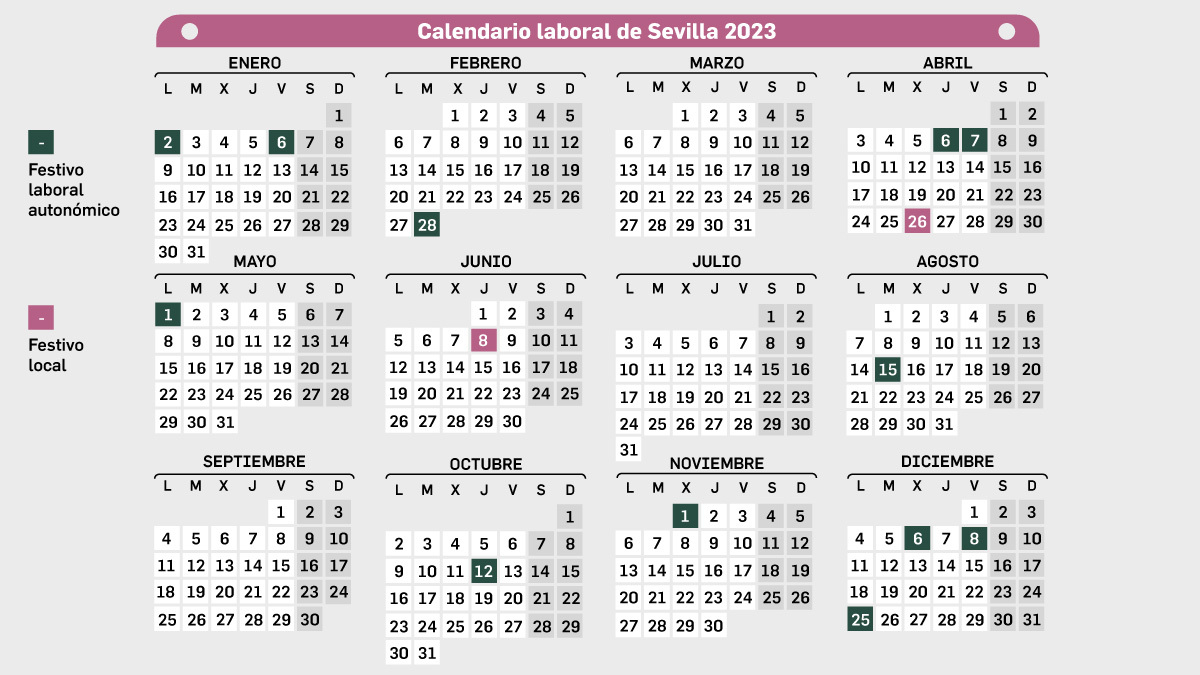 Calendario laboral de Sevilla 2023
-
Festivo
laboral
autonómico
-
Festivo
local
ENERO
L M X J V S D
1
2 3 4 5 6 7 8
9 10 11 12 13 14 15
16 17 18 19 20 21 22
23 24 25 26 27 28 29
30 31
FEBRERO
L M X J V S D
1 2 3 4 5
6 7 8 9 10 11 12
13 14 15 16 17 18 19
20 21 22 23 24 25 26
27 28
MARZO
L M X J V S D
1 2 3 4 5
6 7 8 9 10 11 12
13 14 15 16 17 18 19
20 21 22 23 24 25 26
27 28 29 30 31
ABRIL
L M X J V S D
1 2
3 4 5 6 7 8 9
10 11 12 13 14 15 16
17 18 19 20 21 22 23
24 25 26 27 28 29 30
MAYO
L M X J V S D
1 2 3 4 5 6 7
8 9 10 11 12 13 14
15 16 17 18 19 20 21
22 23 24 25 26 27 28
29 30 31
JUNIO
L M X J V S D
1 2 3 4
5 6 7 8 9 10 11
12 13 14 15 16 17 18
19 20 21 22 23 24 25
26 27 28 29 30
JULIO
L M X J V S D
1 2
3 4 5 6 7 8 9
10 11 12 13 14 15 16
17 18 19 20 21 22 23
24 25 26 27 28 29 30
31
AGOSTO
L M X J V S D
1 2 3 4 5 6
7 8 9 10 11 12 13
14 15 16 17 18 19 20
21 22 23 24 25 26 27
28 29 30 31
SEPTIEMBRE
L M X J V S D
1 2 3
4 5 6 7 8 9 10
11 12 13 14 15 16 17
18 19 20 21 22 23 24
25 26 27 28 29 30
OCTUBRE
L M X J V S D
1
2 3 4 5 6 7 8
9 10 11 12 13 14 15
16 17 18 19 20 21 22
23 24 25 26 27 28 29
30 31
NOVIEMBRE
L M X J V S D
1 2 3 4 5
6 7 8 9 10 11 12
13 14 15 16 17 18 19
20 21 22 23 24 25 26
27 28 29 30
DICIEMBRE
L M X J V S D
1 2 3
4 5 6 7 8 9 10
11 12 13 14 15 16 17
18 19 20 21 22 23 24
25 26 27 28 29 30 31